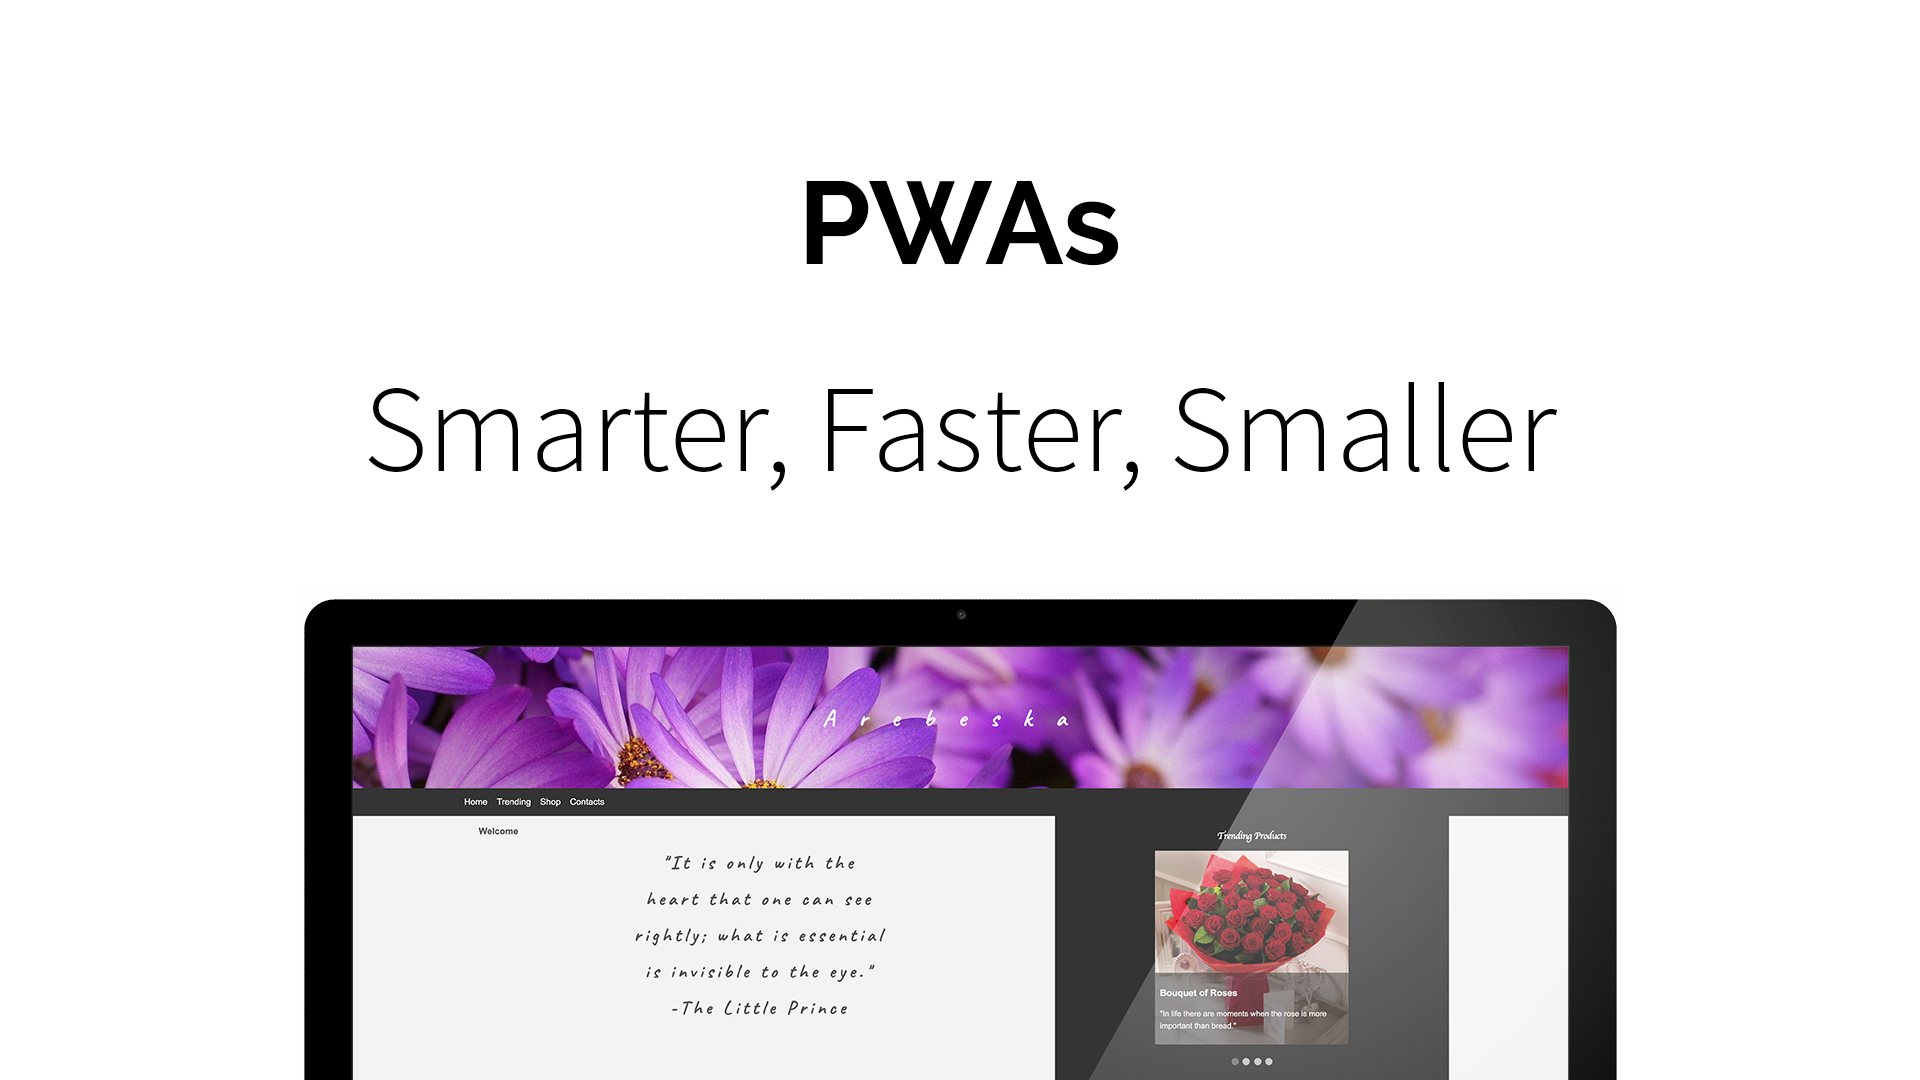 PWAs
Smarter, Faster, Smaller
Arebeska
Home Trending Shop Contacts
Welcome
"It is only with the
heart that one can see
rightly; what is essential
is invisible to the eye."
-The Little Prince
Trending Products
Bouquet of Roses
"In life there are moments when the rose is more
important than bread."